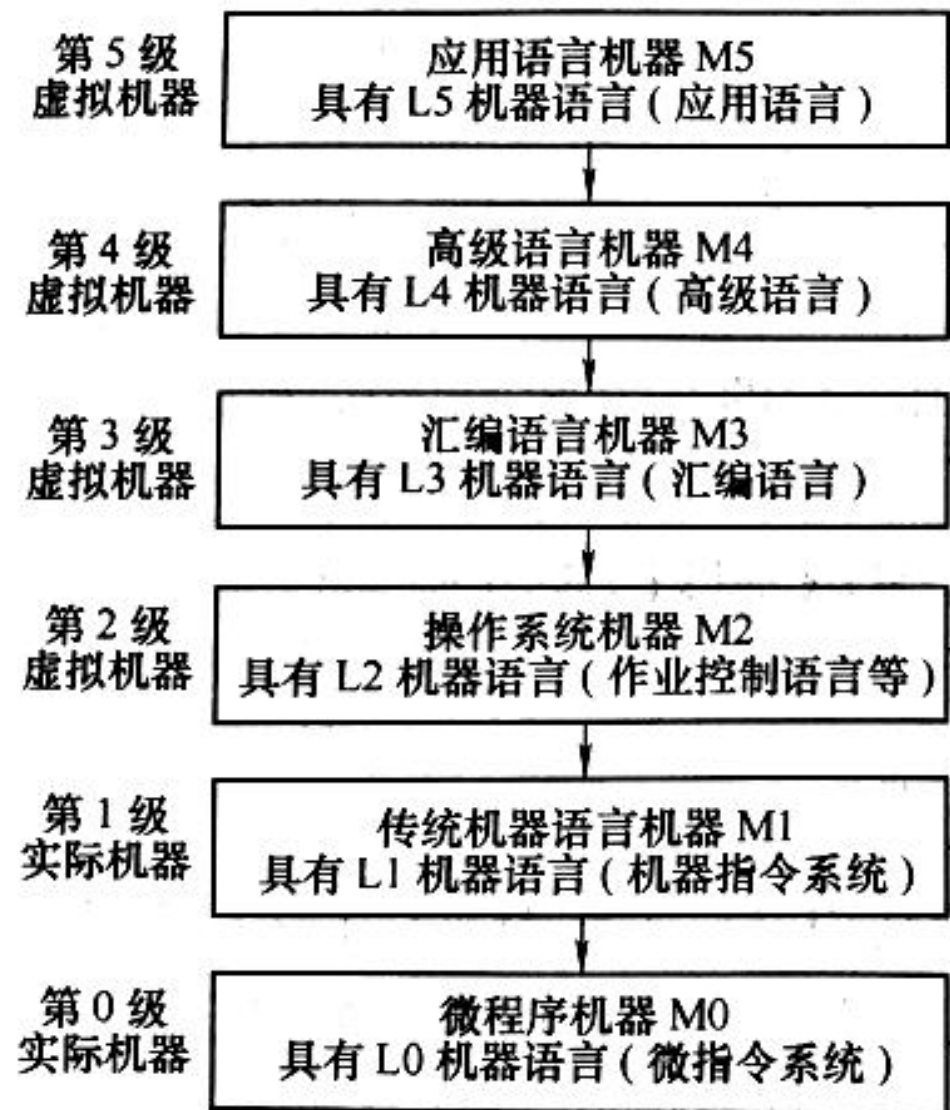 第 5 级
虚拟机器
应用语言机器 M5
具有 L5 机器语言 ( 应用语言 )
第 4 级
虚拟机器
高级语言机器 M4
具有 L4 机器语言 ( 高级语言 )
第 3 级
虚拟机器
汇编语言机器 M3
具有 L3 机器语言 ( 汇编语言 )
第 2 级
虚拟机器
操作系统机器 M2
具有 L2 机器语言 ( 作业控制语言等 )
第 1 级
实际机器
传统机器语言机器 M1
具有 L1 机器语言 ( 机器指令系统 )
第 0 级
实际机器
微程序机器 M0
具有 L0 机器语言 ( 微指令系统 )